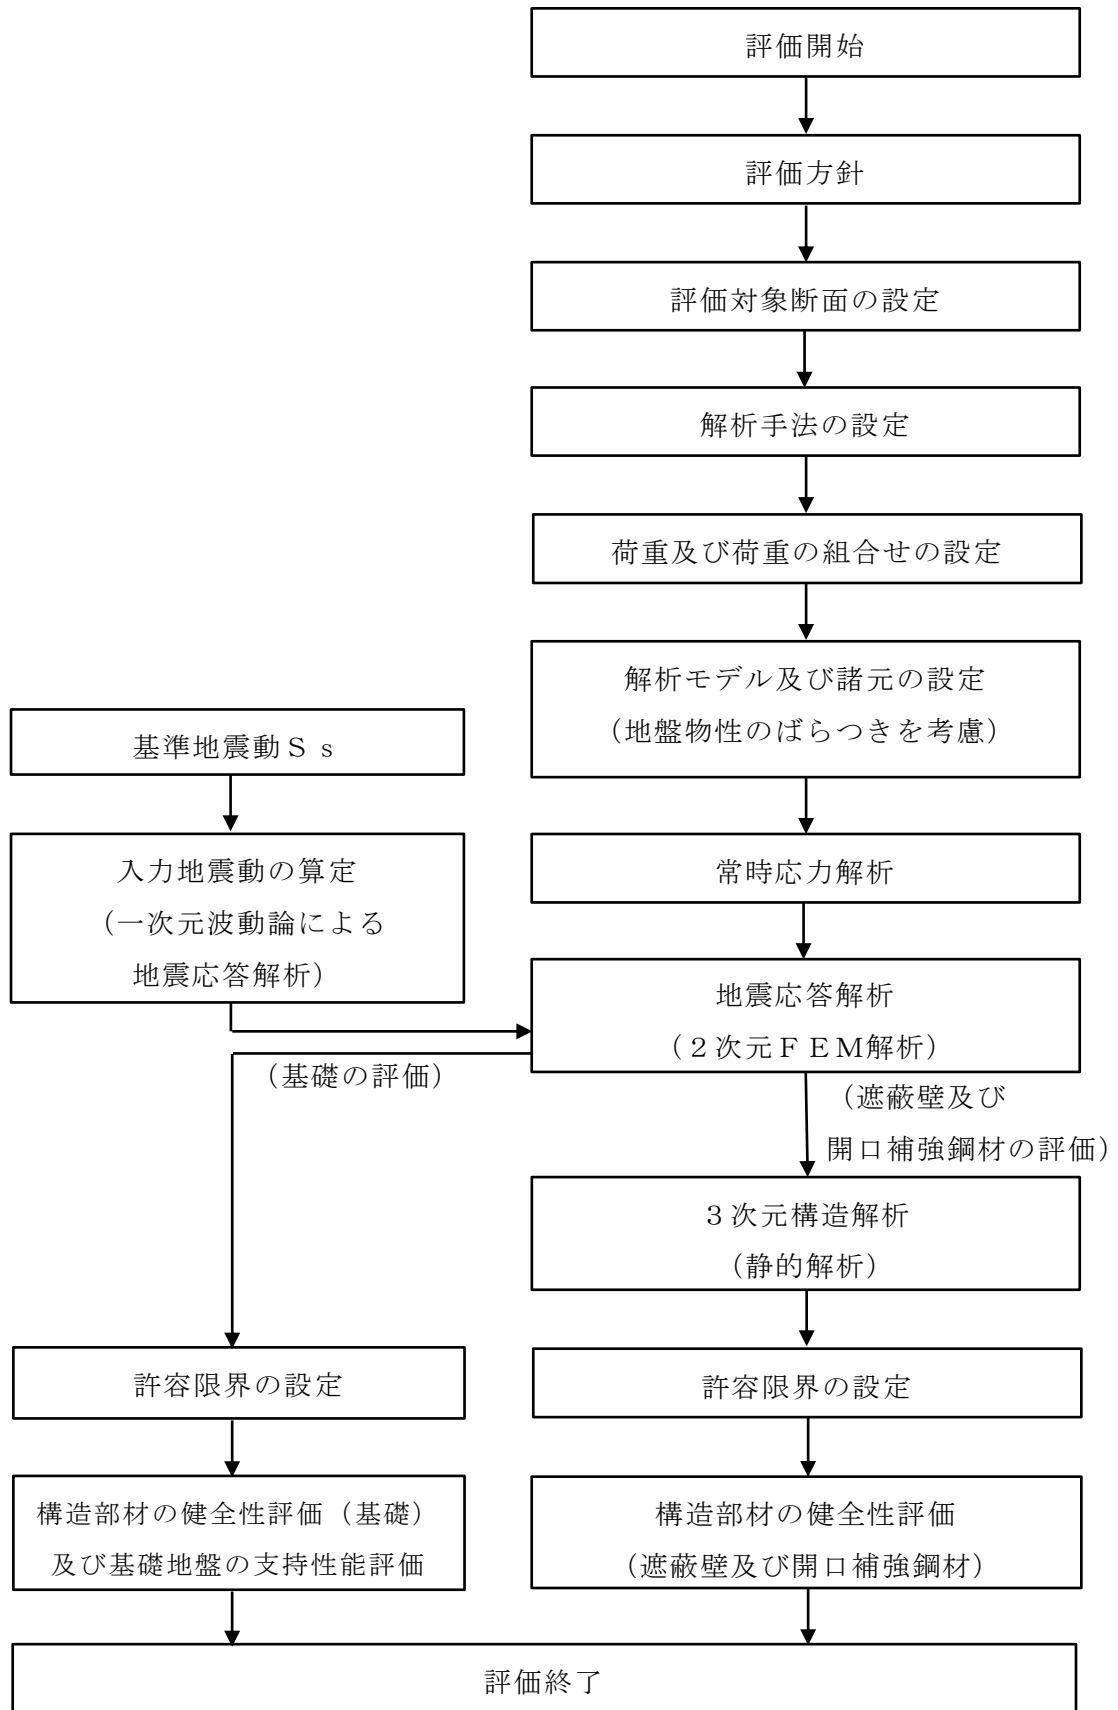 評価開始
評価方針
評価対象断面の設定
解析手法の設定
荷重及び荷重の組合せの設定
解析モデル及び諸元の設定
（地盤物性のばらつきを考慮）
基準地震動Ｓｓ
入力地震動の算定
（一次元波動論による
地震応答解析）
常時応力解析
地震応答解析
（２次元ＦＥＭ解析）
（基礎の評価）
（遮蔽壁及び
開口補強鋼材の評価）
３次元構造解析
（静的解析）
許容限界の設定
許容限界の設定
構造部材の健全性評価（基礎）
及び基礎地盤の支持性能評価
構造部材の健全性評価
（遮蔽壁及び開口補強鋼材）
評価終了